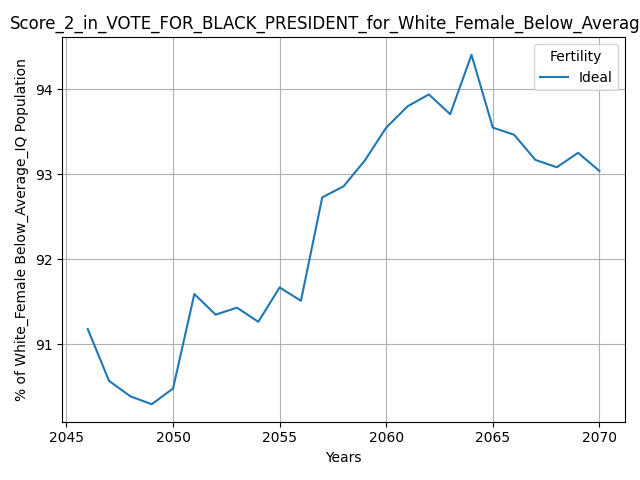 Score_2_in_VOTE_FOR_BLACK_PRESIDENT_for_White_Female_Below_Averag
Fertility
Ideal
% of White_Female Below_Average_IQ Population
94
93
92
91
2045 2050 2055 2060 2065 2070
Years